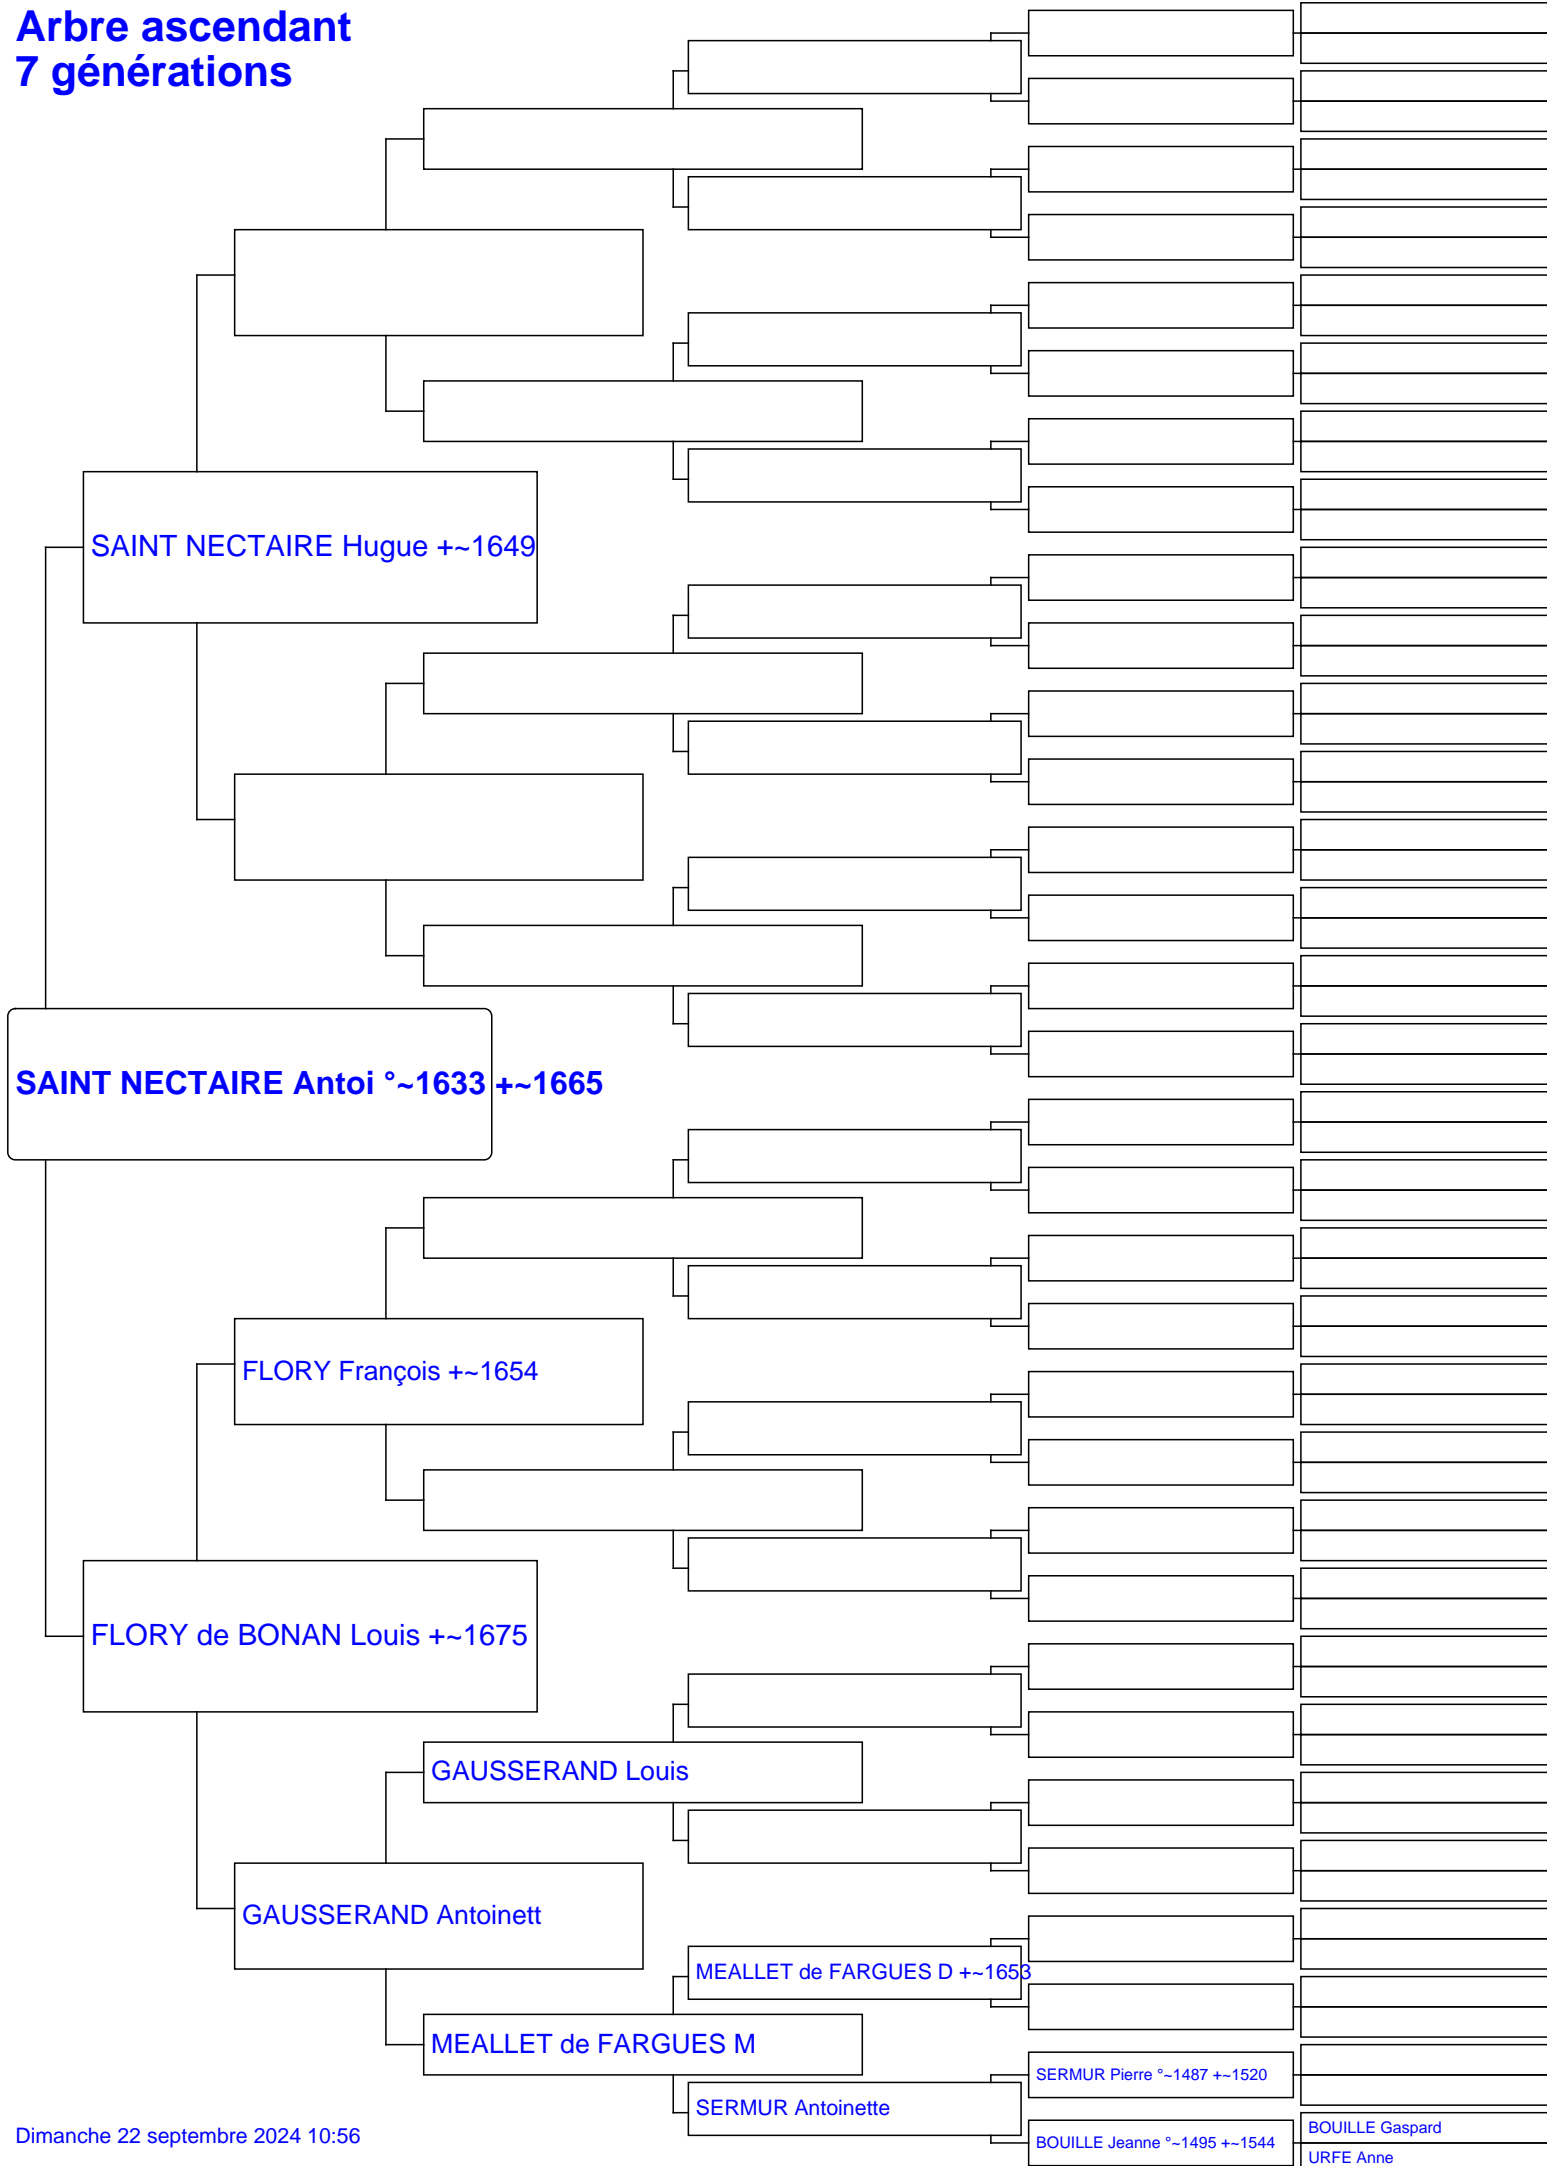 Arbre ascendant
7 générations
SAINT NECTAIRE Hugue +~1649
SAINT NECTAIRE Antoi °~1633 +~1665
FLORY François +~1654
FLORY de BONAN Louis +~1675
GAUSSERAND Louis
GAUSSERAND Antoinett
MEALLET de FARGUES D +~1653
MEALLET de FARGUES M
SERMUR Pierre °~1487 +~1520
SERMUR Antoinette
BOUILLE Gaspard
BOUILLE Jeanne °~1495 +~1544
URFE Anne
Dimanche 22 septembre 2024 10:56